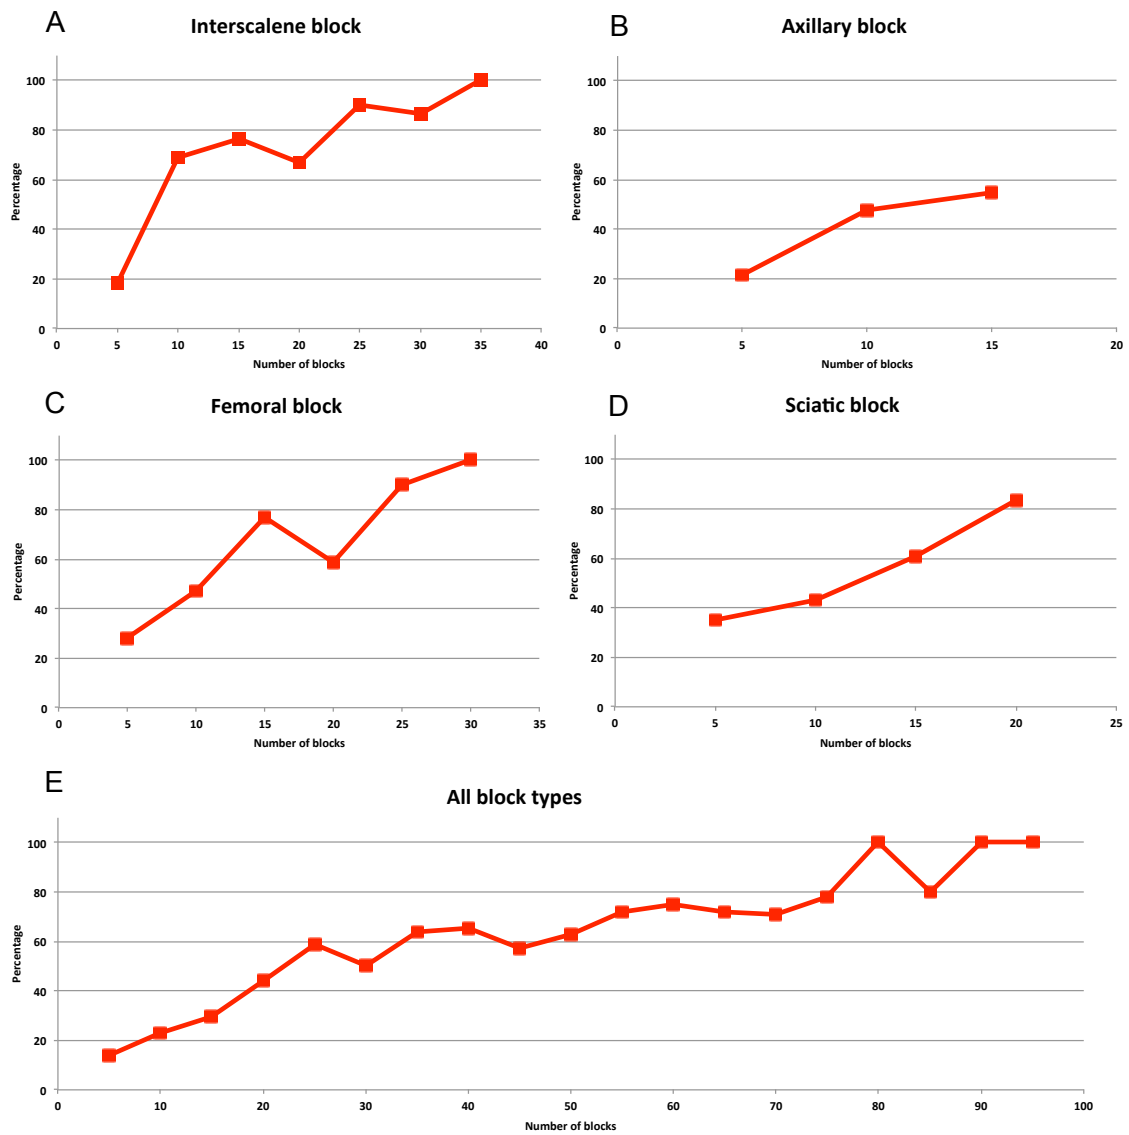 A
Interscalene block
Percentage
100
80
60
40
20
0
0 5 10 15 20 25 30 35 40
Number of blocks
B
Axillary block
Percentage
100
80
60
40
20
0
0 5 10 15 20
Number of blocks
C
Femoral block
Percentage
100
80
60
40
20
0
0 5 10 15 20 25 30 35
Number of blocks
D
Sciatic block
Percentage
100
80
60
40
20
0
0 5 10 15 20 25
Number of blocks
E
All block types
Percentage
100
80
60
40
20
0
0 10 20 30 40 50 60 70 80 90 100
Number of blocks